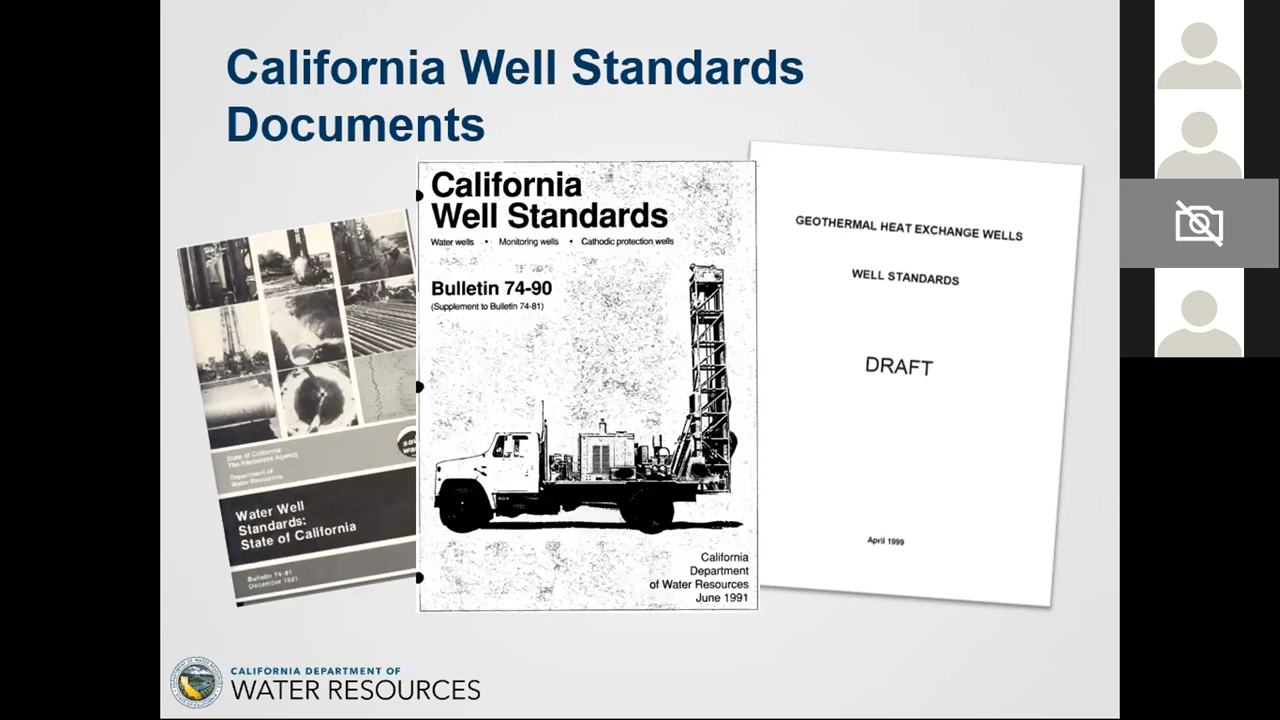 California Well Standards
Documents
State of California
The Resources Agency
Department of
Water Resources
Water Well
Standards:
State of California
Bulletin 74-81
December 1981
California
Well Standards
Water wells • Monitoring wells • Cathodic protection wells
Bulletin 74-90
(Supplement to Bulletin 74-81)
California
Department
of Water Resources
June 1991
GEOTHERMAL HEAT EXCHANGE WELLS
WELL STANDARDS
DRAFT
April 1999
CALIFORNIA DEPARTMENT OF
WATER RESOURCES